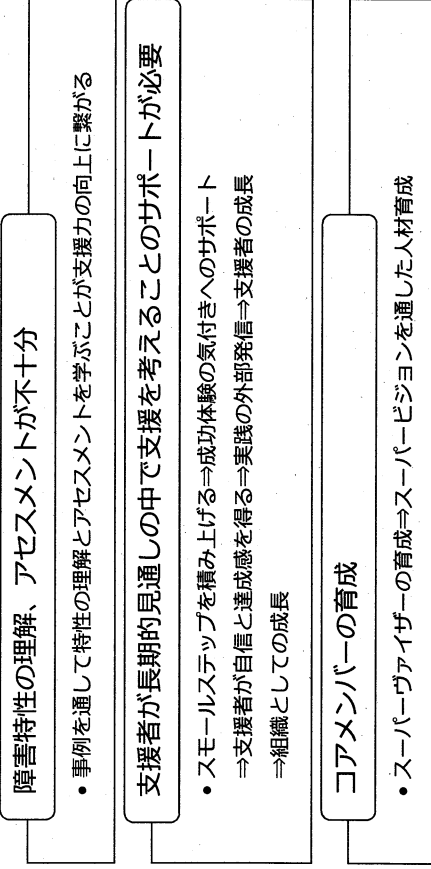 障害特性の理解、アセスメントが不十分
• 事例を通して特性の理解とアセスメントを学ぶことが支援力の向上に繋がる
支援者が長期的見通しの中で支援を考えることのサポートが必要
• スモールステップを積み上げる⇒成功体験の気付きへのサポート
⇒支援者が自信と達成感を得る⇒実践の外部発信⇒支援者の成長
⇒組織としての成長
コアメンバーの育成
• スーパーヴァイザーの育成⇒スーパービジョンを通した人材育成